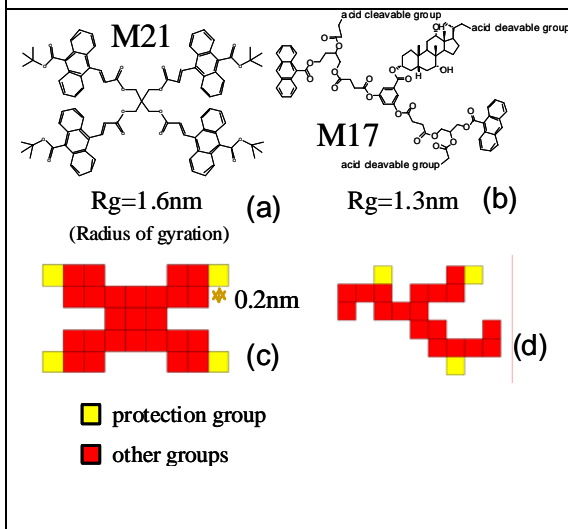 M21
acid cleavable group
acid cleavable group
M17
acid cleavable group
Rg=1.6nm
(a)
(Radius of gyration)
Rg=1.3nm
(b)
0.2nm
(c)
(d)
protection group
other groups